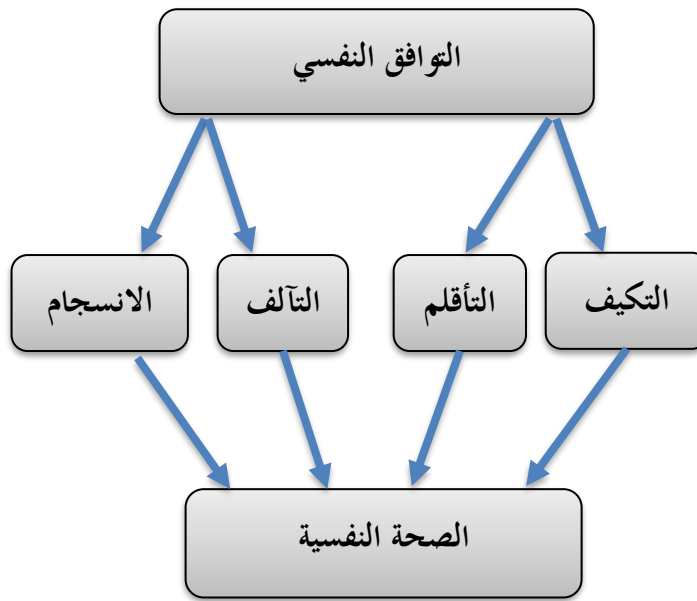 التوافق النفسي
التكيف
التأقلم
التآلف
الانسجام
الصحة النفسية